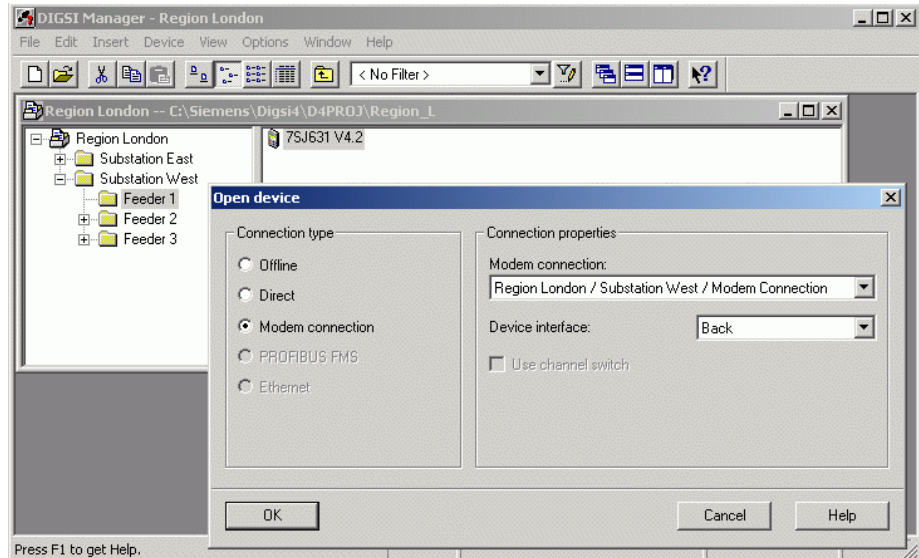 DIGSI Manager - Region London
File Edit Insert Device View Options Window Help
< No Filter >
Region London -- C:\Siemens\Digsi4\D4PROJ\Region_L
Region London
Substation East
Substation West
Feeder 1
Feeder 2
Feeder 3
7SJ631 V4.2
Open device
Connection type
Offline
Direct
Modem connection
PROFIBUS FMS
Ethernet
Connection properties
Modem connection:
Region London / Substation West / Modem Connection
Device interface: Back
Use channel switch
OK Cancel Help
Press F1 to get Help.